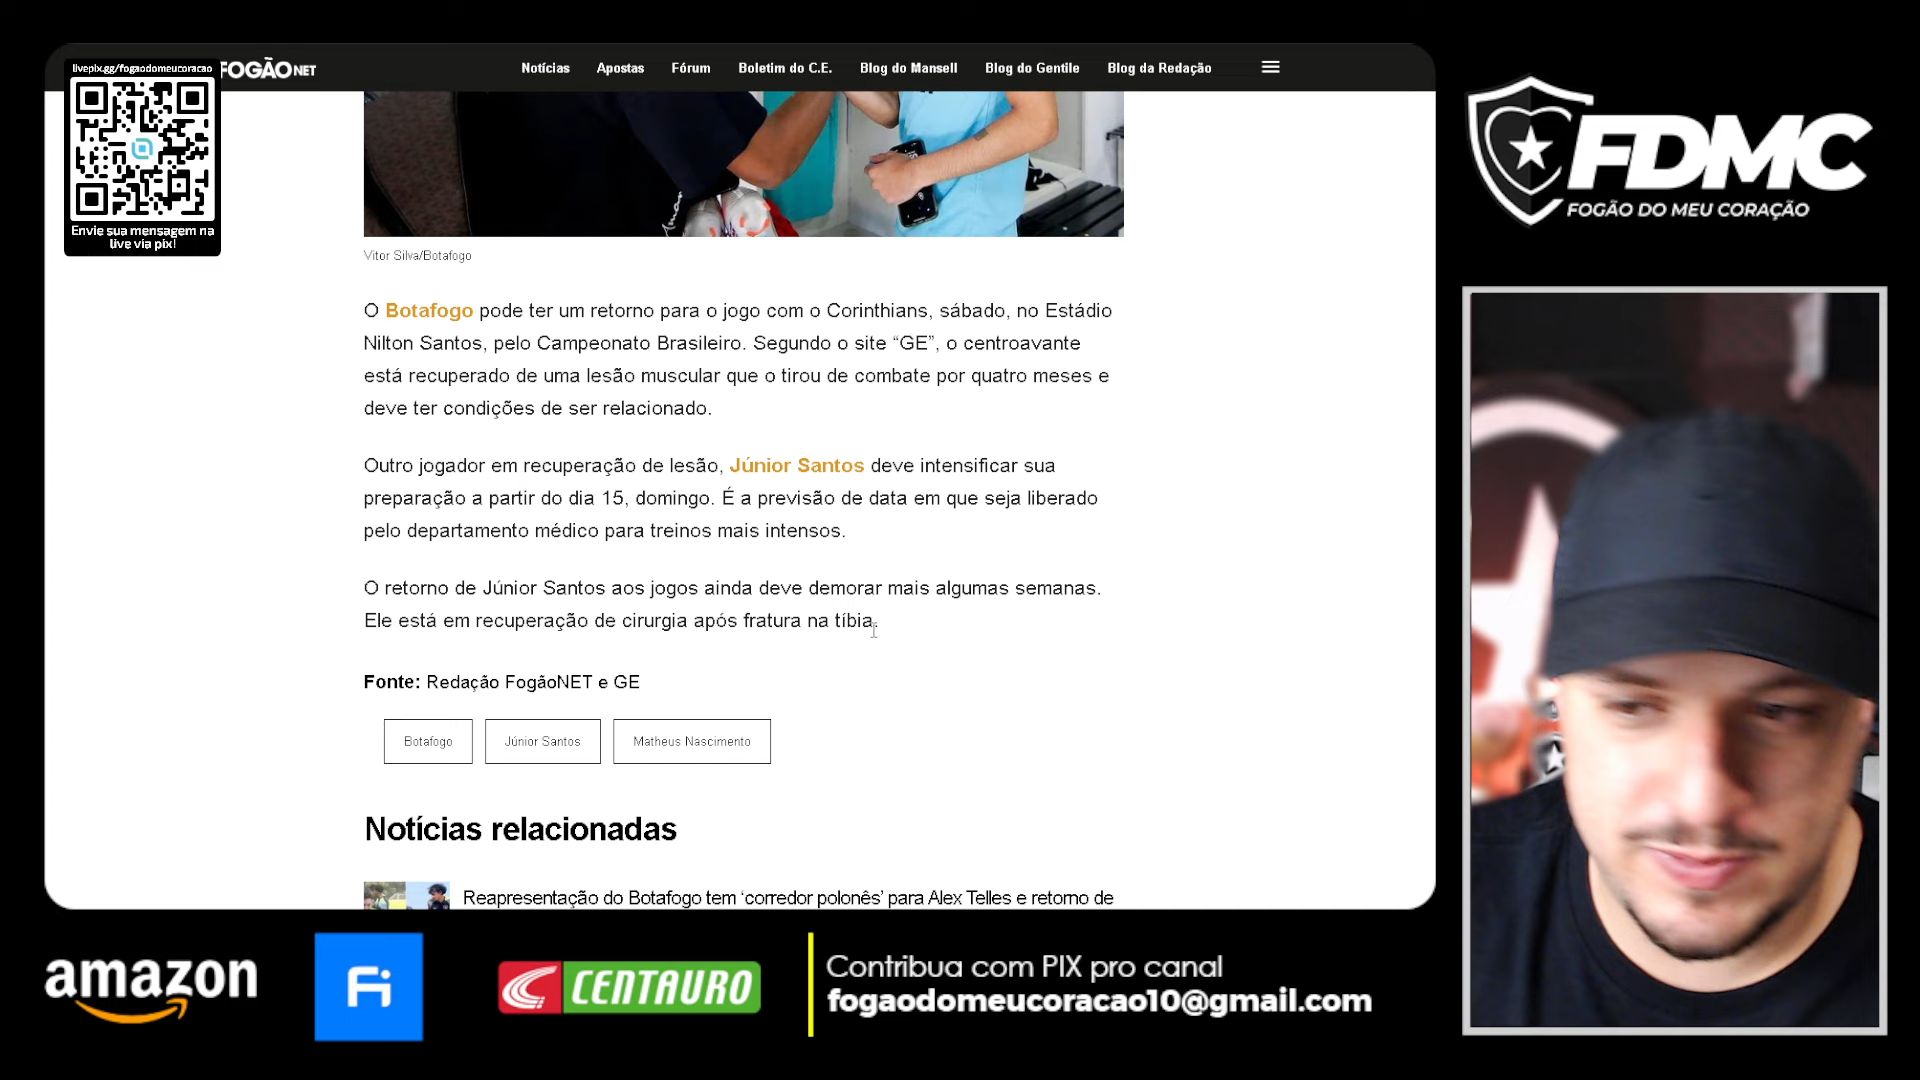 livepix.gg/fogaodomeucoracao
FOGÃONET
Notícias
Apostas
Fórum
Boletim do C.E.
Blog do Mansell
Blog do Gentile
Blog da Redação
Envie sua mensagem na
live via pix!
FDMC
FOGÃO DO MEU CORAÇÃO
Vitor Silva/Botafogo
O Botafogo pode ter um retorno para o jogo com o Corinthians, sábado, no Estádio
Nilton Santos, pelo Campeonato Brasileiro. Segundo o site “GE”, o centroavante
está recuperado de uma lesão muscular que o tirou de combate por quatro meses e
deve ter condições de ser relacionado.
Outro jogador em recuperação de lesão, Júnior Santos deve intensificar sua
preparação a partir do dia 15, domingo. É a previsão de data em que seja liberado
pelo departamento médico para treinos mais intensos.
O retorno de Júnior Santos aos jogos ainda deve demorar mais algumas semanas.
Ele está em recuperação de cirurgia após fratura na tíbia.
Fonte: Redação FogãoNET e GE
Botafogo
Júnior Santos
Matheus Nascimento
Notícias relacionadas
Reapresentação do Botafogo tem ‘corredor polonês’ para Alex Telles e retorno de
amazon
Fi
CENTAURO
Contribua com PIX pro canal
fogaodomeucoracao10@gmail.com